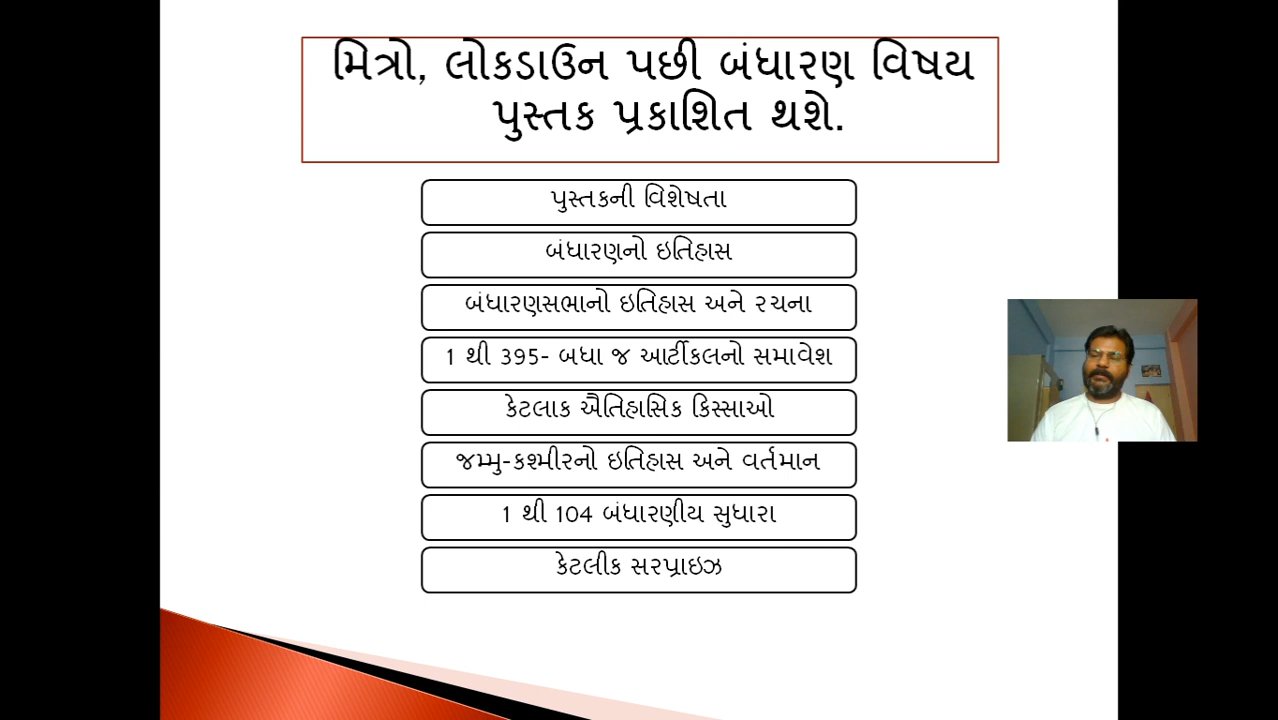 મિત્રો, લોકડાઉન પછી બંધારણ વિષય
પુસ્તક પ્રકાશિત થશે.
પુસ્તકની વિશેષતા
બંધારણનો ઇતિહાસ
બંધારણસભાનો ઇતિહાસ અને રચના
1 થી 395- બધા જ આર્ટીકલનો સમાવેશ
કેટલાક ઐતિહાસિક કિસ્સાઓ
જમ્મુ-કશ્મીરનો ઇતિહાસ અને વર્તમાન
1 થી 104 બંધારણીય સુધારા
કેટલીક સરપ્રાઇઝ